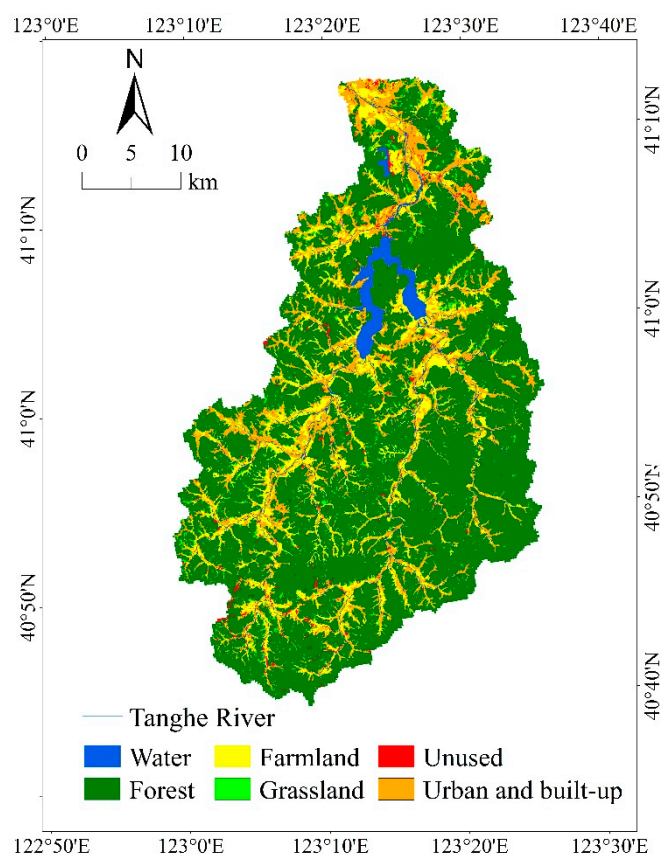 123°0'E 123°10'E 123°20'E 123°30'E 123°40'E
N
0 5 10
km
41°10'N
41°10'N
41°0'N
41°0'N
40°50'N
40°50'N
40°40'N
Tanghe River
Water Farmland Unused
Forest Grassland Urban and built-up
122°50'E 123°0'E 123°10'E 123°20'E 123°30'E